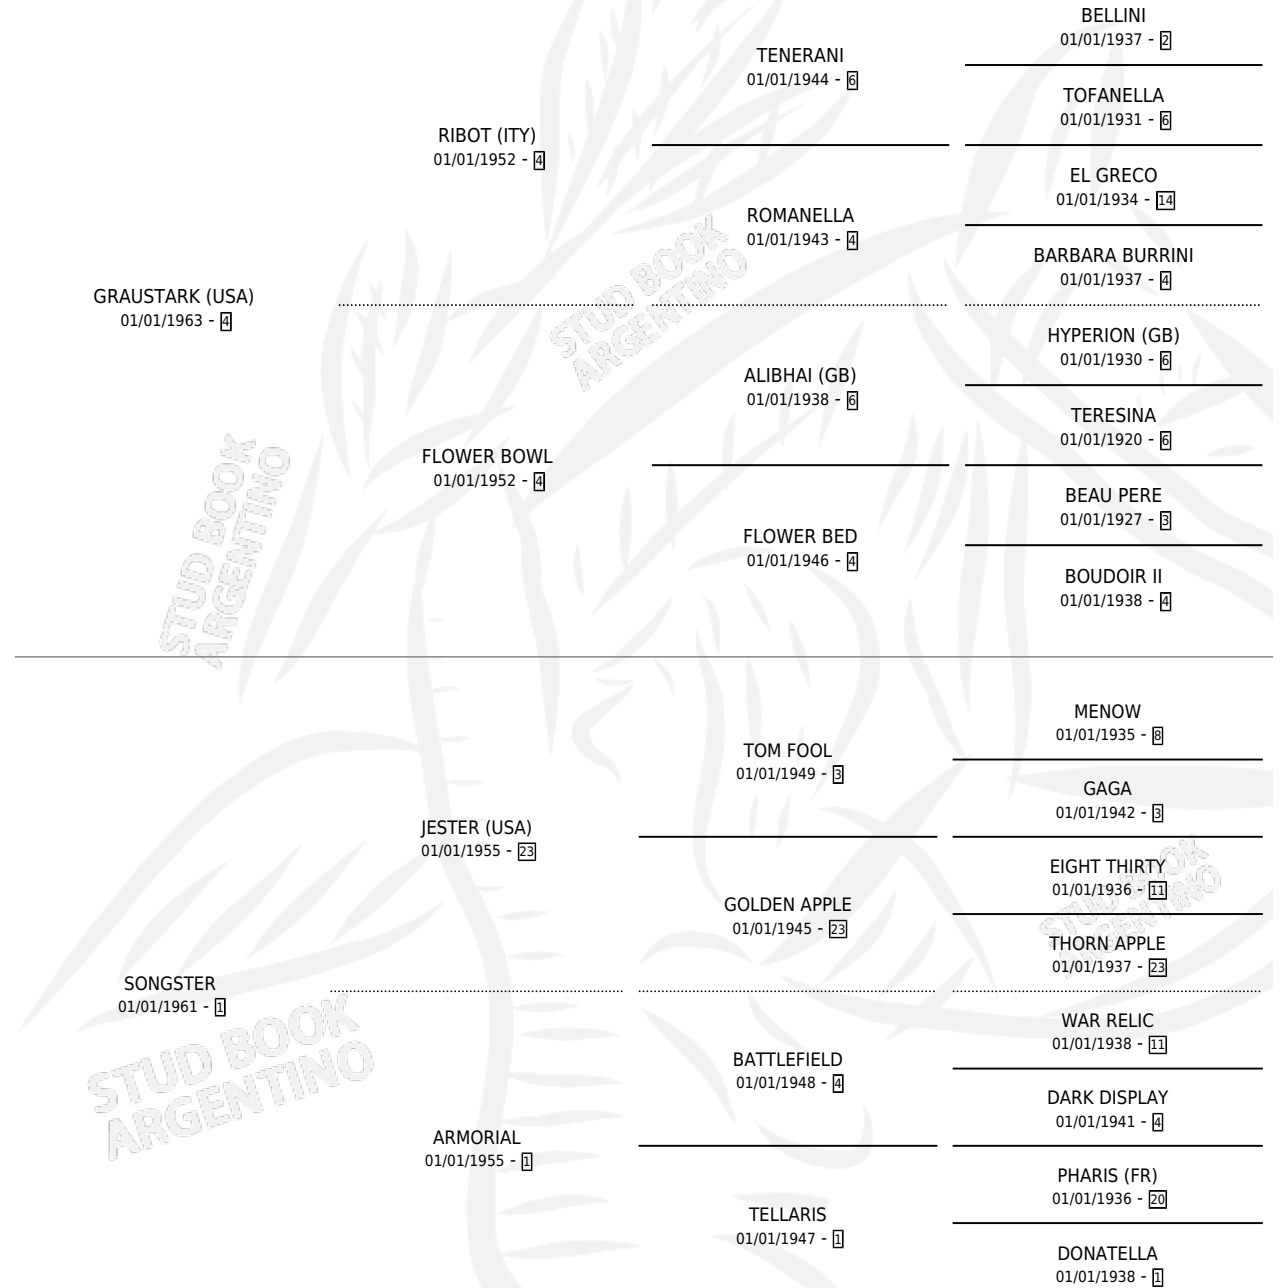 BELLINI
01/01/1937 - 2
TENERANI
01/01/1944 - 6
TOFANELLA
01/01/1931 - 6
RIBOT (ITY)
01/01/1952 - 4
EL GRECO
01/01/1934 - 14
ROMANELLA
01/01/1943 - 4
BARBARA BURRINI
01/01/1937 - 4
GRAUSTARK (USA)
01/01/1963 - 4
STUD BOOK
ARGENTINO
HYPERION (GB)
01/01/1930 - 6
ALIBHAI (GB)
01/01/1938 - 6
TERESINA
01/01/1920 - 6
FLOWER BOWL
01/01/1952 - 4
BEAU PERE
01/01/1927 - 3
FLOWER BED
01/01/1946 - 4
BOUDOIR II
01/01/1938 - 4
STUD BOOK
ARGENTINO
MENOW
01/01/1935 - 8
TOM FOOL
01/01/1949 - 3
GAGA
01/01/1942 - 3
JESTER (USA)
01/01/1955 - 23
EIGHT THIRTY
01/01/1936 - 11
GOLDEN APPLE
01/01/1945 - 23
STUD BOOK
ARGENTINO
THORN APPLE
01/01/1937 - 23
SONGSTER
01/01/1961 - 1
WAR RELIC
01/01/1938 - 11
BATTLEFIELD
01/01/1948 - 4
DARK DISPLAY
01/01/1941 - 4
STUD BOOK
ARGENTINO
ARMORIAL
01/01/1955 - 1
PHARIS (FR)
01/01/1936 - 20
TELLARIS
01/01/1947 - 1
DONATELLA
01/01/1938 - 1